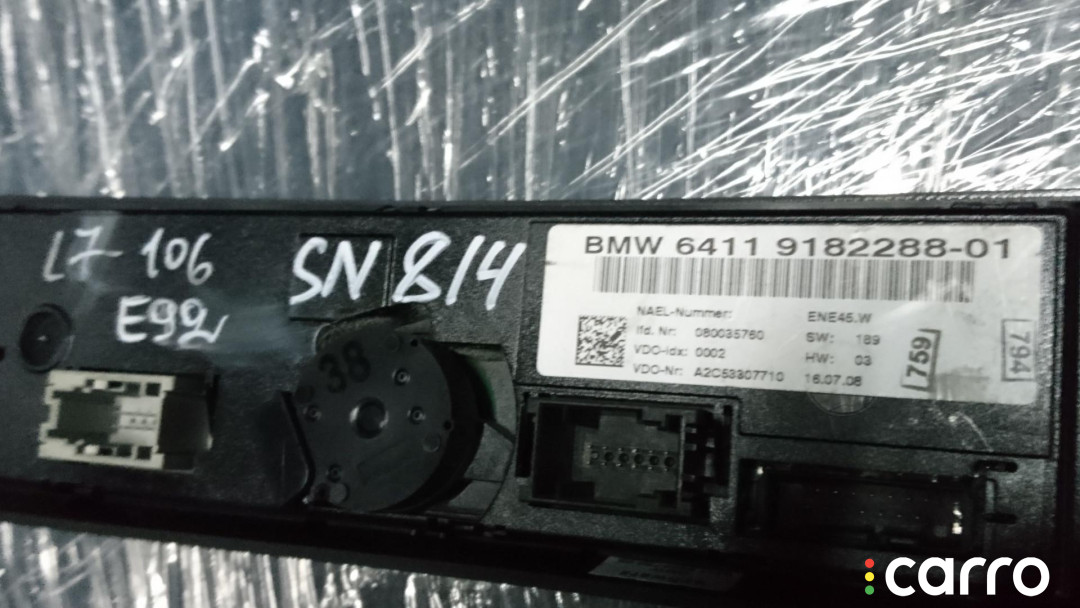 L7-106
E92
SN 814
BMW 6411 9182288-01
NAEL-Nummer: ENE45.W
lfd. Nr: 080035760 SW: 189
VDO-Idx: 0002 HW: 03
VDO-Nr: A2C53307710 16.07.08
759
794
38
carro